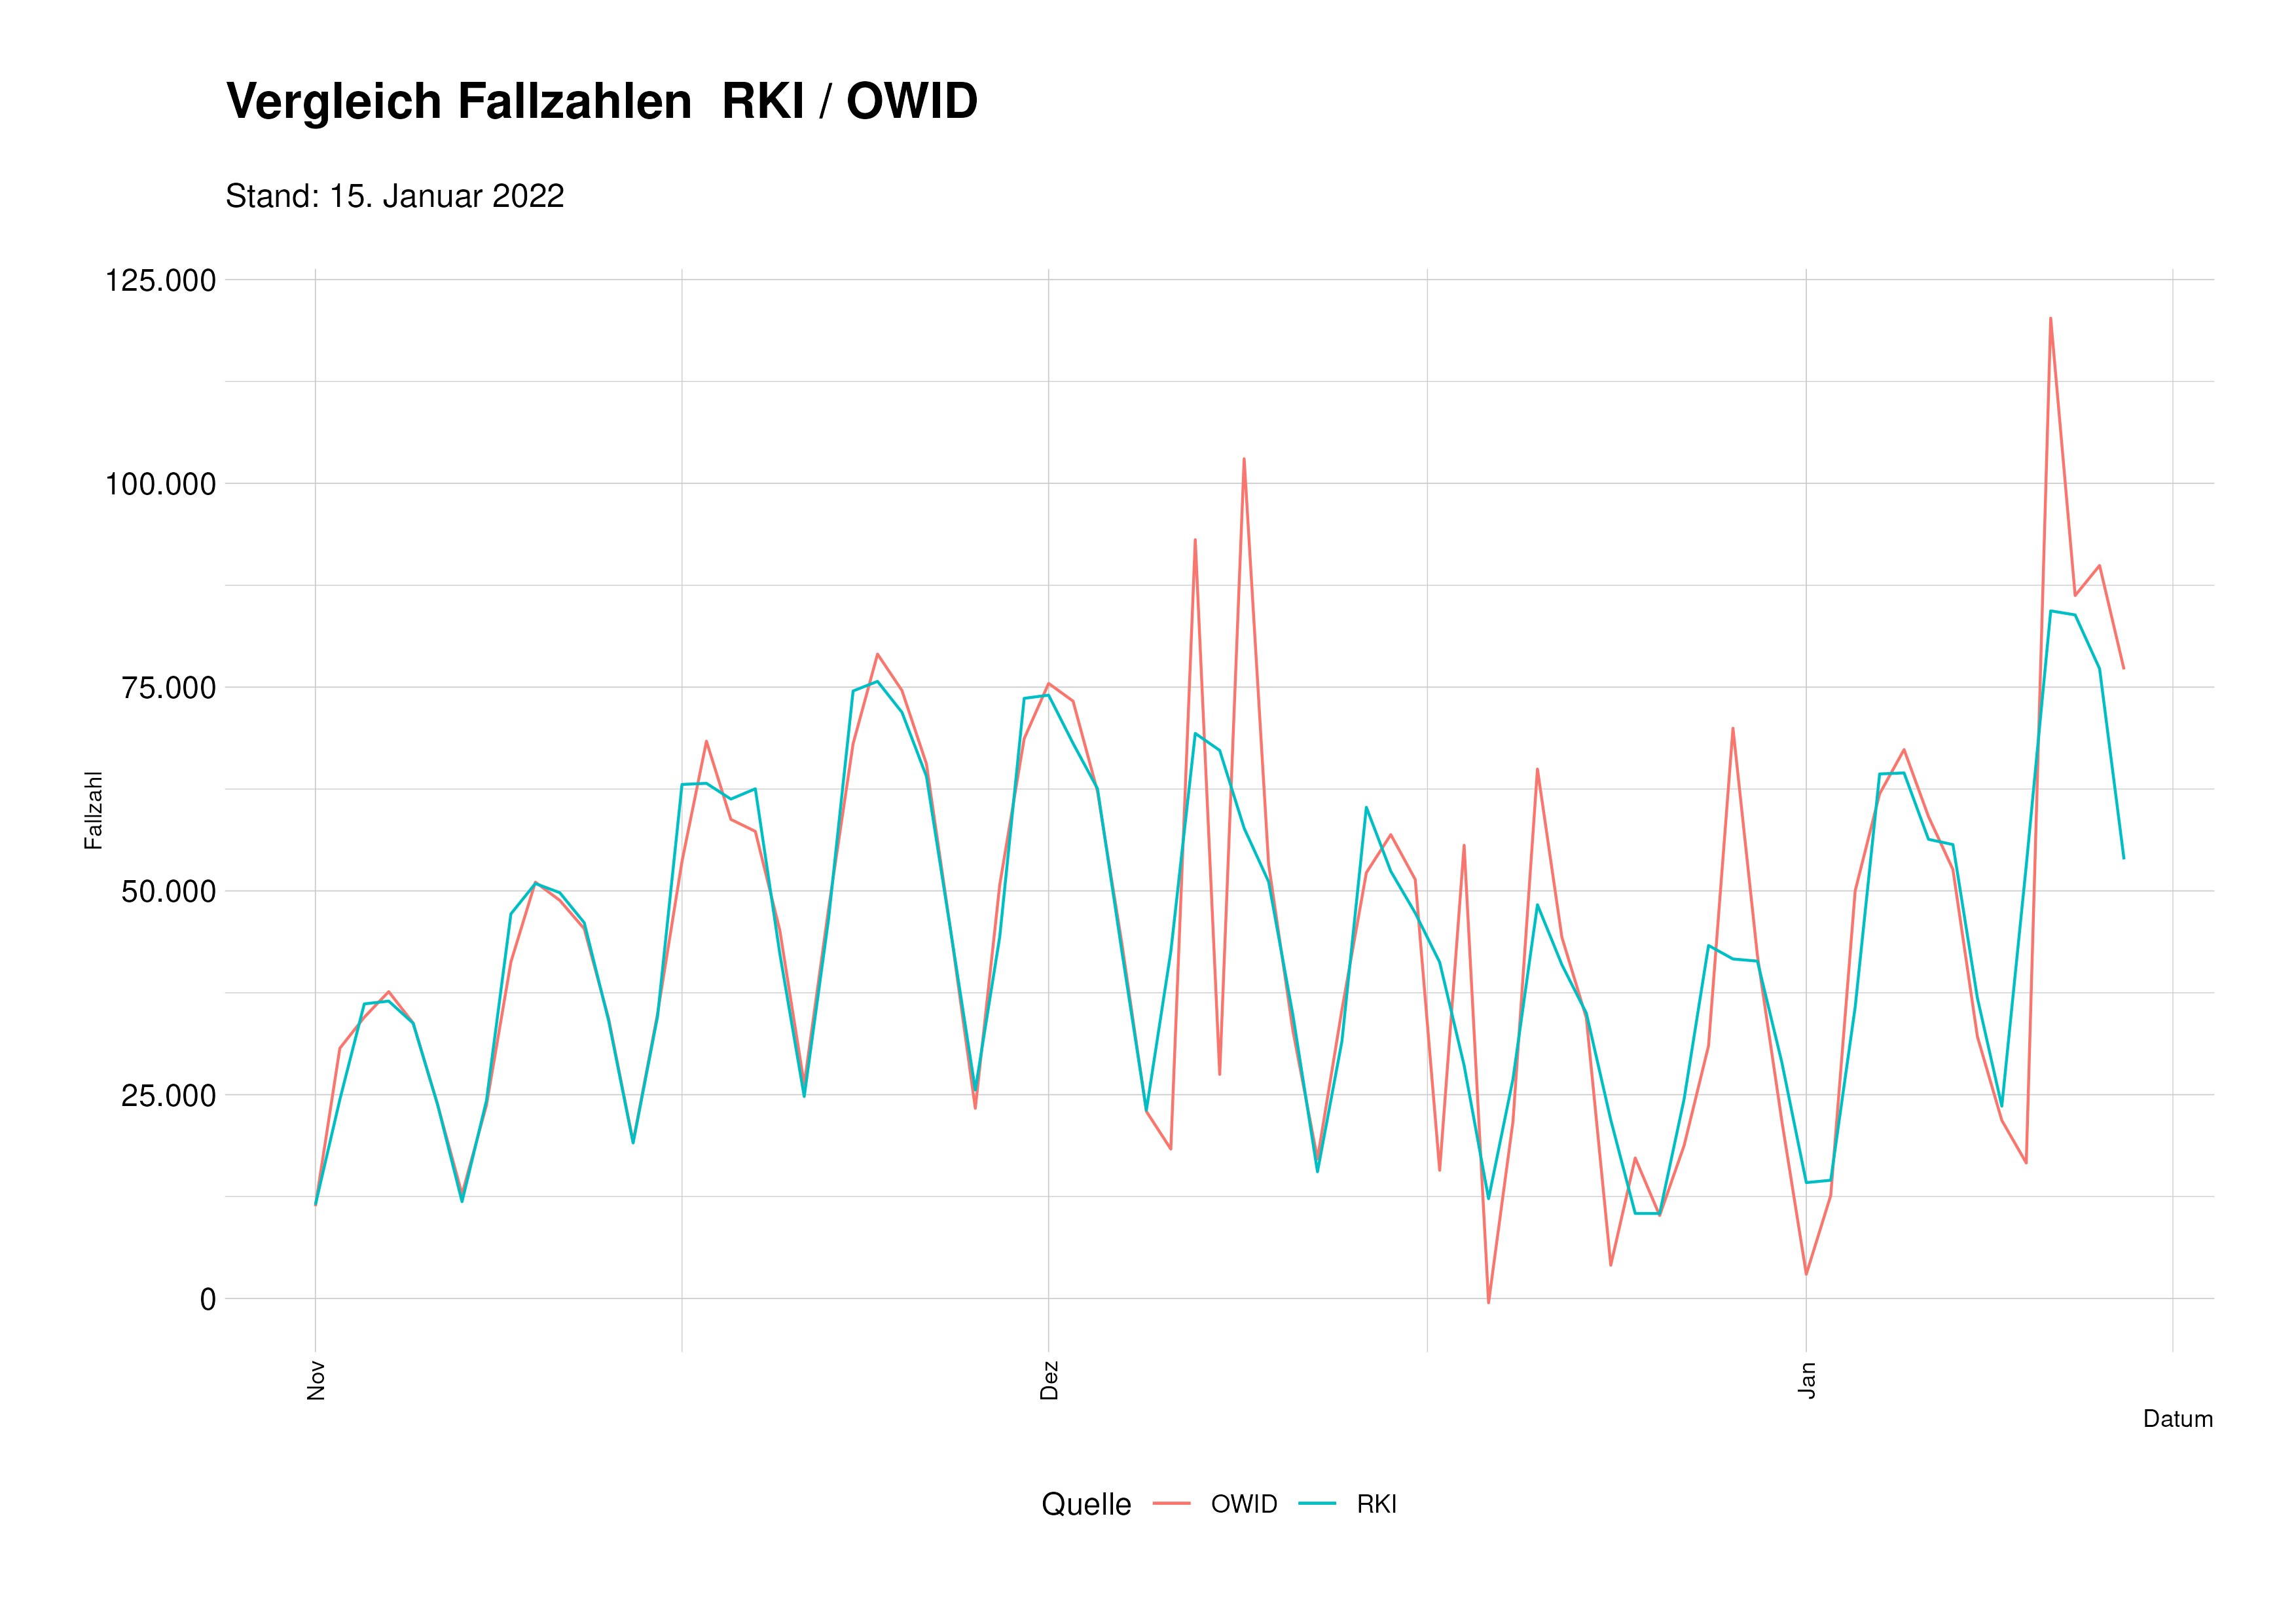 Vergleich Fallzahlen  RKI / OWID
Stand: 15. Januar 2022
125.000
100.000
75.000
50.000
25.000
0
Fallzahl
Nov
Dez
Jan
Datum
Quelle OWID RKI